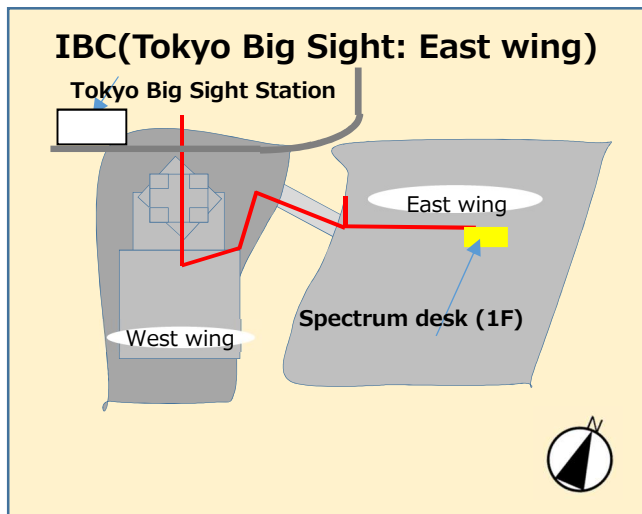 IBC(Tokyo Big Sight: East wing)
Tokyo Big Sight Station
East wing
Spectrum desk (1F)
West wing
N